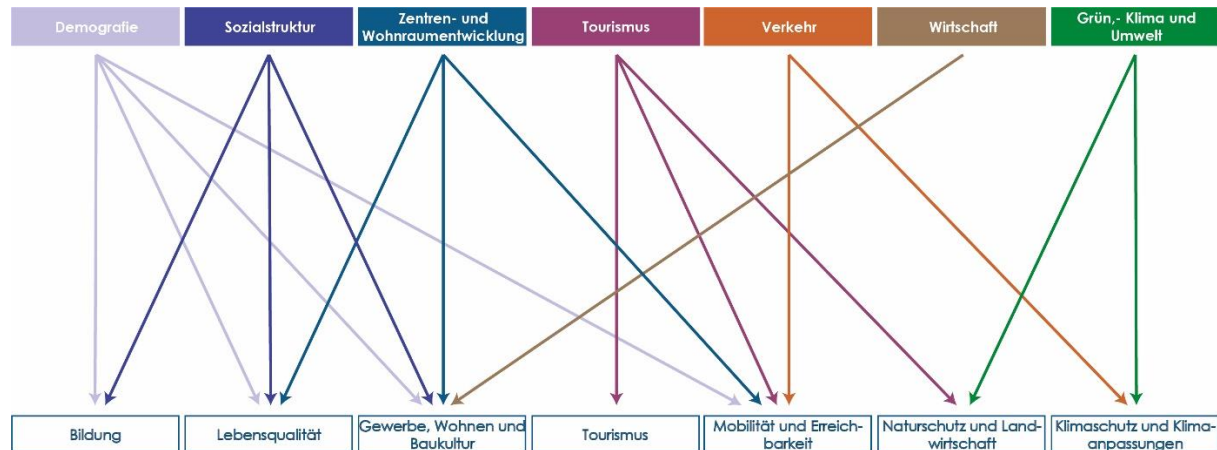 Demografie
Sozialstruktur
Zentren- und
Wohnraumentwicklung
Tourismus
Verkehr
Wirtschaft
Grün,- Klima und
Umwelt
Bildung
Lebensqualität
Gewerbe, Wohnen und
Baukultur
Tourismus
Mobilität und Erreich-
barkeit
Naturschutz und Land-
wirtschaft
Klimaschutz und Klima-
anpassungen